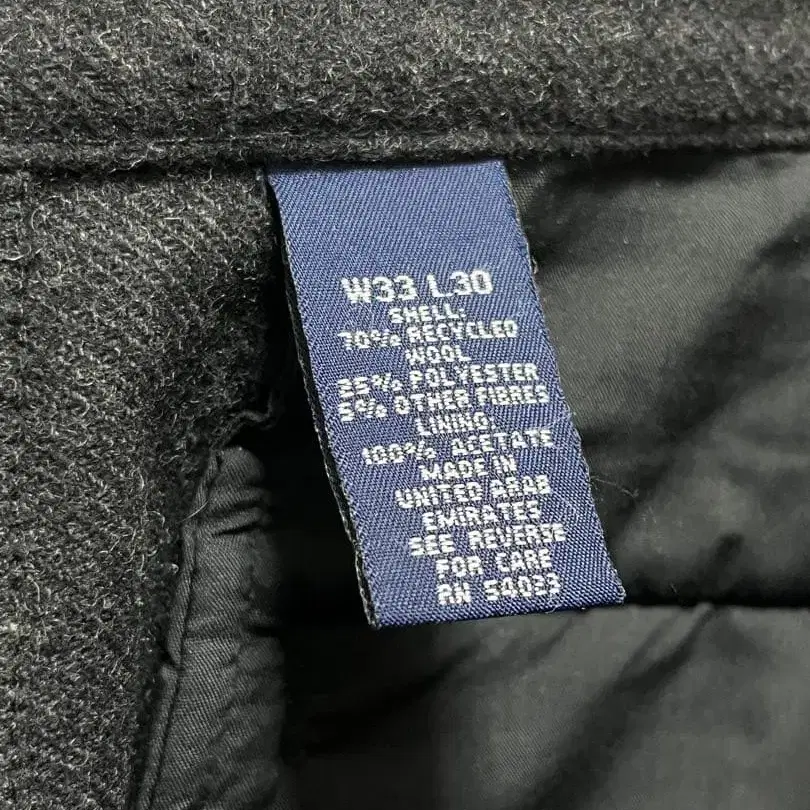 W33 L30
SHELL:
70% RECYCLED
WOOL
25% POLYESTER
5% OTHER FIBRES
LINING:
100% ACETATE
MADE IN
UNITED ARAB
EMIRATES
SEE REVERSE
FOR CARE
RN 54023